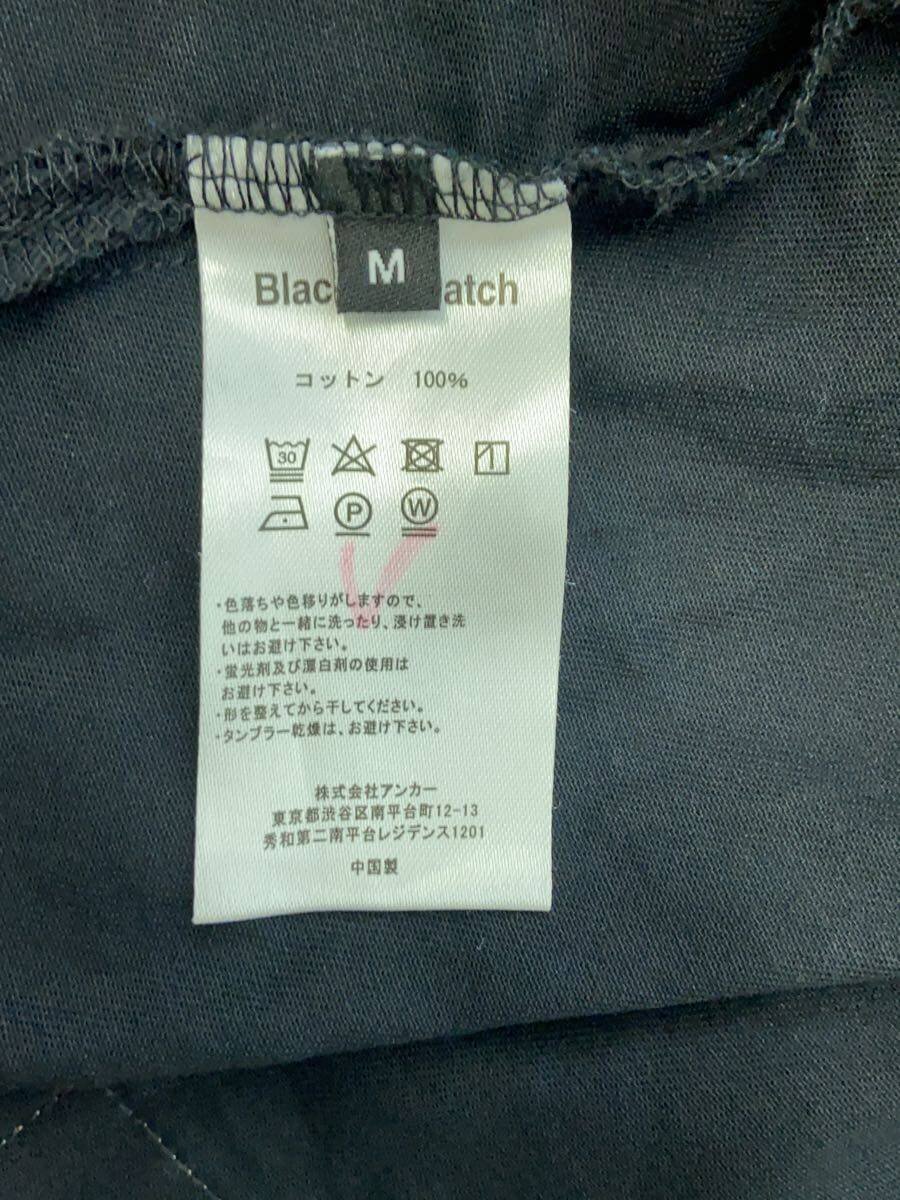 M
Blac atch
コットン 100%
30
P W
・色落ちや色移りがしますので、
他の物と一緒に洗ったり、浸け置き洗
いはお避け下さい。
・蛍光剤及び漂白剤の使用は
お避け下さい。
・形を整えてから干してください。
・タンブラー乾燥は、お避け下さい。
株式会社アンカー
東京都渋谷区南平台町12-13
秀和第二南平台レジデンス1201
中国製